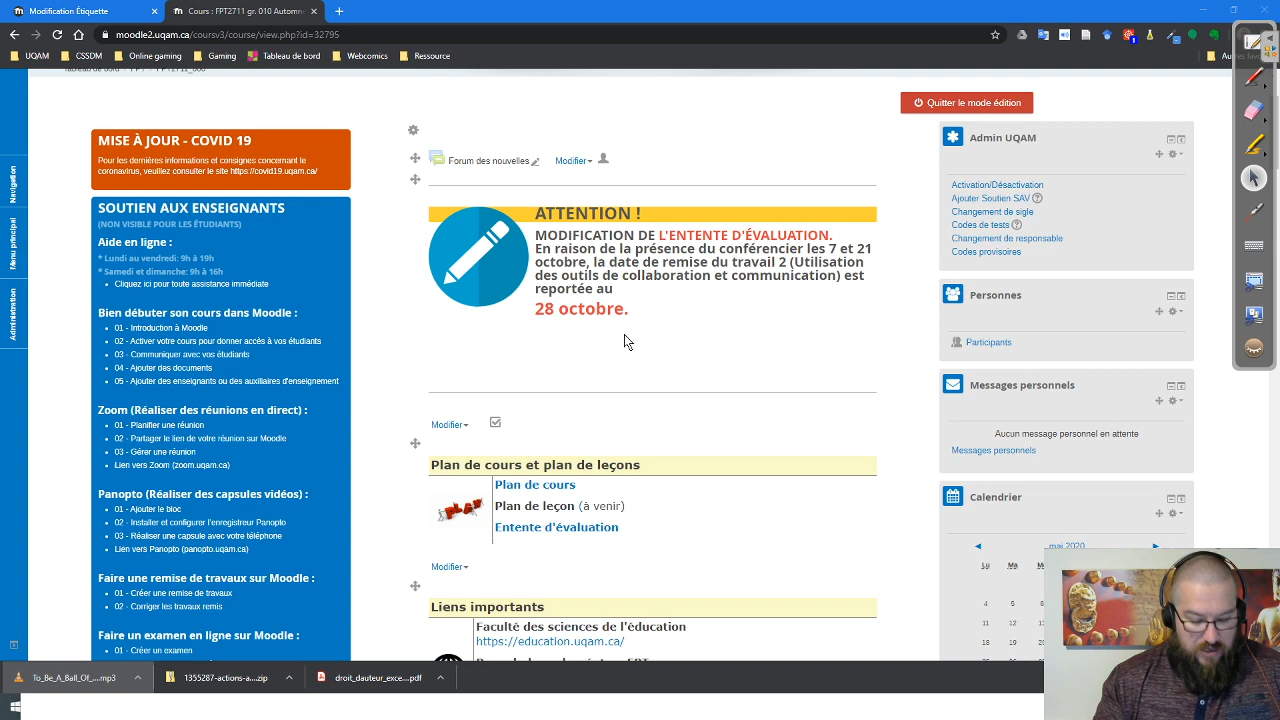 Modification Étiquette
Cours : FPT2711 gr. 010 Automne
moodle2.uqam.ca/coursv3/course/view.php?id=32795
UQAM
CSSDM
Online gaming
Gaming
Tableau de bord
Webcomics
Ressource
Navigation
Menu principal
Administration
MISE À JOUR - COVID 19
Pour les dernières informations et consignes concernant le
coronavirus, veuillez consulter le site https://covid19.uqam.ca/
SOUTIEN AUX ENSEIGNANTS
(NON VISIBLE POUR LES ÉTUDIANTS)
Aide en ligne :
* Lundi au vendredi: 9h à 19h
* Samedi et dimanche: 9h à 16h
Cliquez ici pour toute assistance immédiate
Bien débuter son cours dans Moodle :
01 - Introduction à Moodle
02 - Activer votre cours pour donner accès à vos étudiants
03 - Communiquer avec vos étudiants
04 - Ajouter des documents
05 - Ajouter des enseignants ou des auxiliaires d'enseignement
Zoom (Réaliser des réunions en direct) :
01 - Planifier une réunion
02 - Partager le lien de votre réunion sur Moodle
03 - Gérer une réunion
Lien vers Zoom (zoom.uqam.ca)
Panopto (Réaliser des capsules vidéos) :
01 - Ajouter le bloc
02 - Installer et configurer l'enregistreur Panopto
03 - Réaliser une capsule avec votre téléphone
Lien vers Panopto (panopto.uqam.ca)
Faire une remise de travaux sur Moodle :
01 - Créer une remise de travaux
02 - Corriger les travaux remis
Faire un examen en ligne sur Moodle :
01 - Créer un examen
Forum des nouvelles
Modifier
ATTENTION !
MODIFICATION DE L'ENTENTE D'ÉVALUATION.
En raison de la présence du conférencier les 7 et 21
octobre, la date de remise du travail 2 (Utilisation
des outils de collaboration et communication) est
reportée au
28 octobre.
Modifier
Plan de cours et plan de leçons
Plan de cours
Plan de leçon (à venir)
Entente d'évaluation
Modifier
Liens importants
Faculté des sciences de l'éducation
https://education.uqam.ca/
Quitter le mode édition
Admin UQAM
Activation/Désactivation
Ajouter Soutien SAV
Changement de sigle
Codes de tests
Changement de responsable
Codes provisoires
Personnes
Participants
Messages personnels
Aucun message personnel en attente
Messages personnels
Calendrier
mai 2020
Lu Ma
4 5
11 12
18 19
To_Be_A_Ball_Of_....mp3
1355287-actions-a....zip
droit_dauteur_exce....pdf